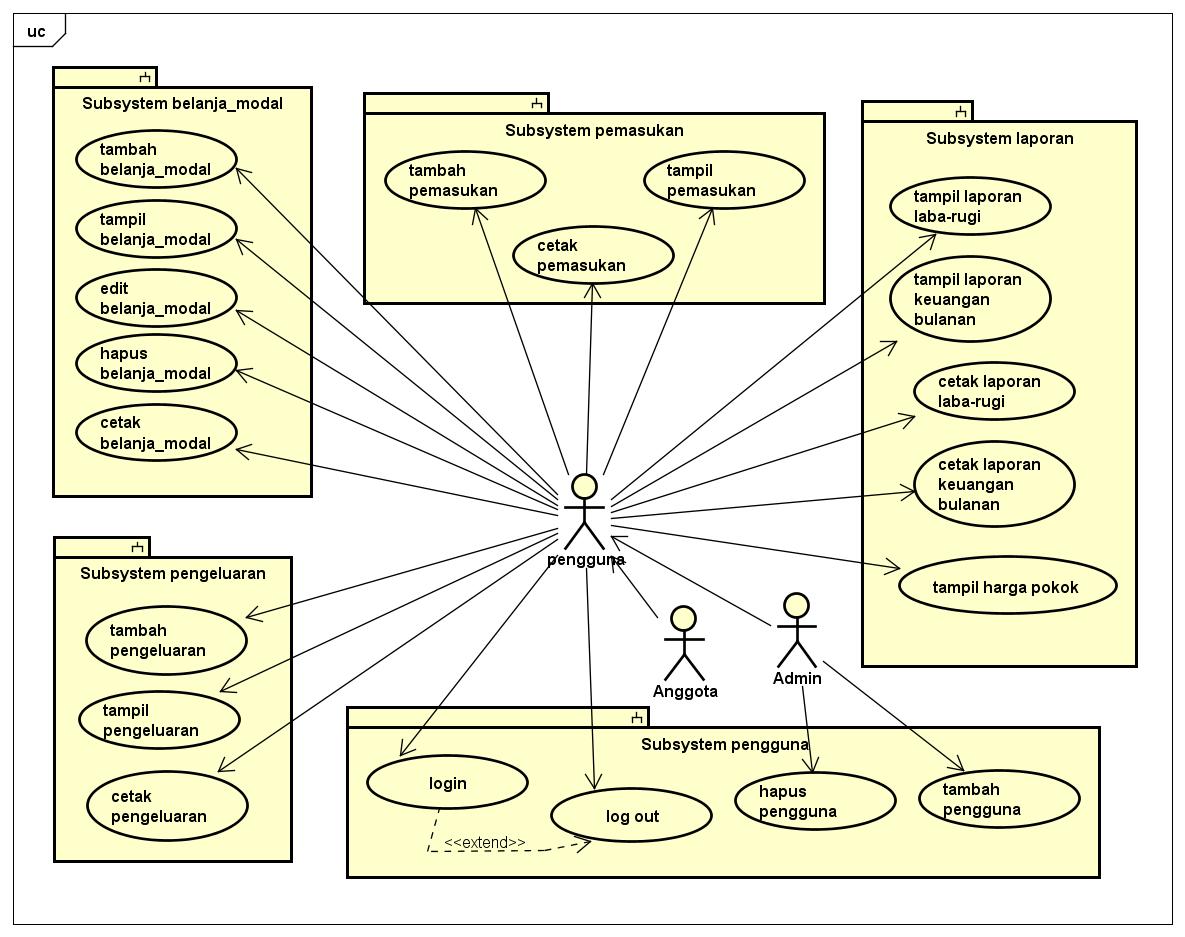 uc
Subsystem belanja_modal
tambah
belanja_modal
tampil
belanja_modal
edit
belanja_modal
hapus
belanja_modal
cetak
belanja_modal
Subsystem pemasukan
tambah
pemasukan
tampil
pemasukan
cetak
pemasukan
Subsystem laporan
tampil laporan
laba-rugi
tampil laporan
keuangan
bulanan
cetak laporan
laba-rugi
cetak laporan
keuangan
bulanan
tampil harga pokok
pengguna
Anggota
Admin
Subsystem pengeluaran
tambah
pengeluaran
tampil
pengeluaran
cetak
pengeluaran
Subsystem pengguna
login
log out
hapus
pengguna
tambah
pengguna
<<extend>>